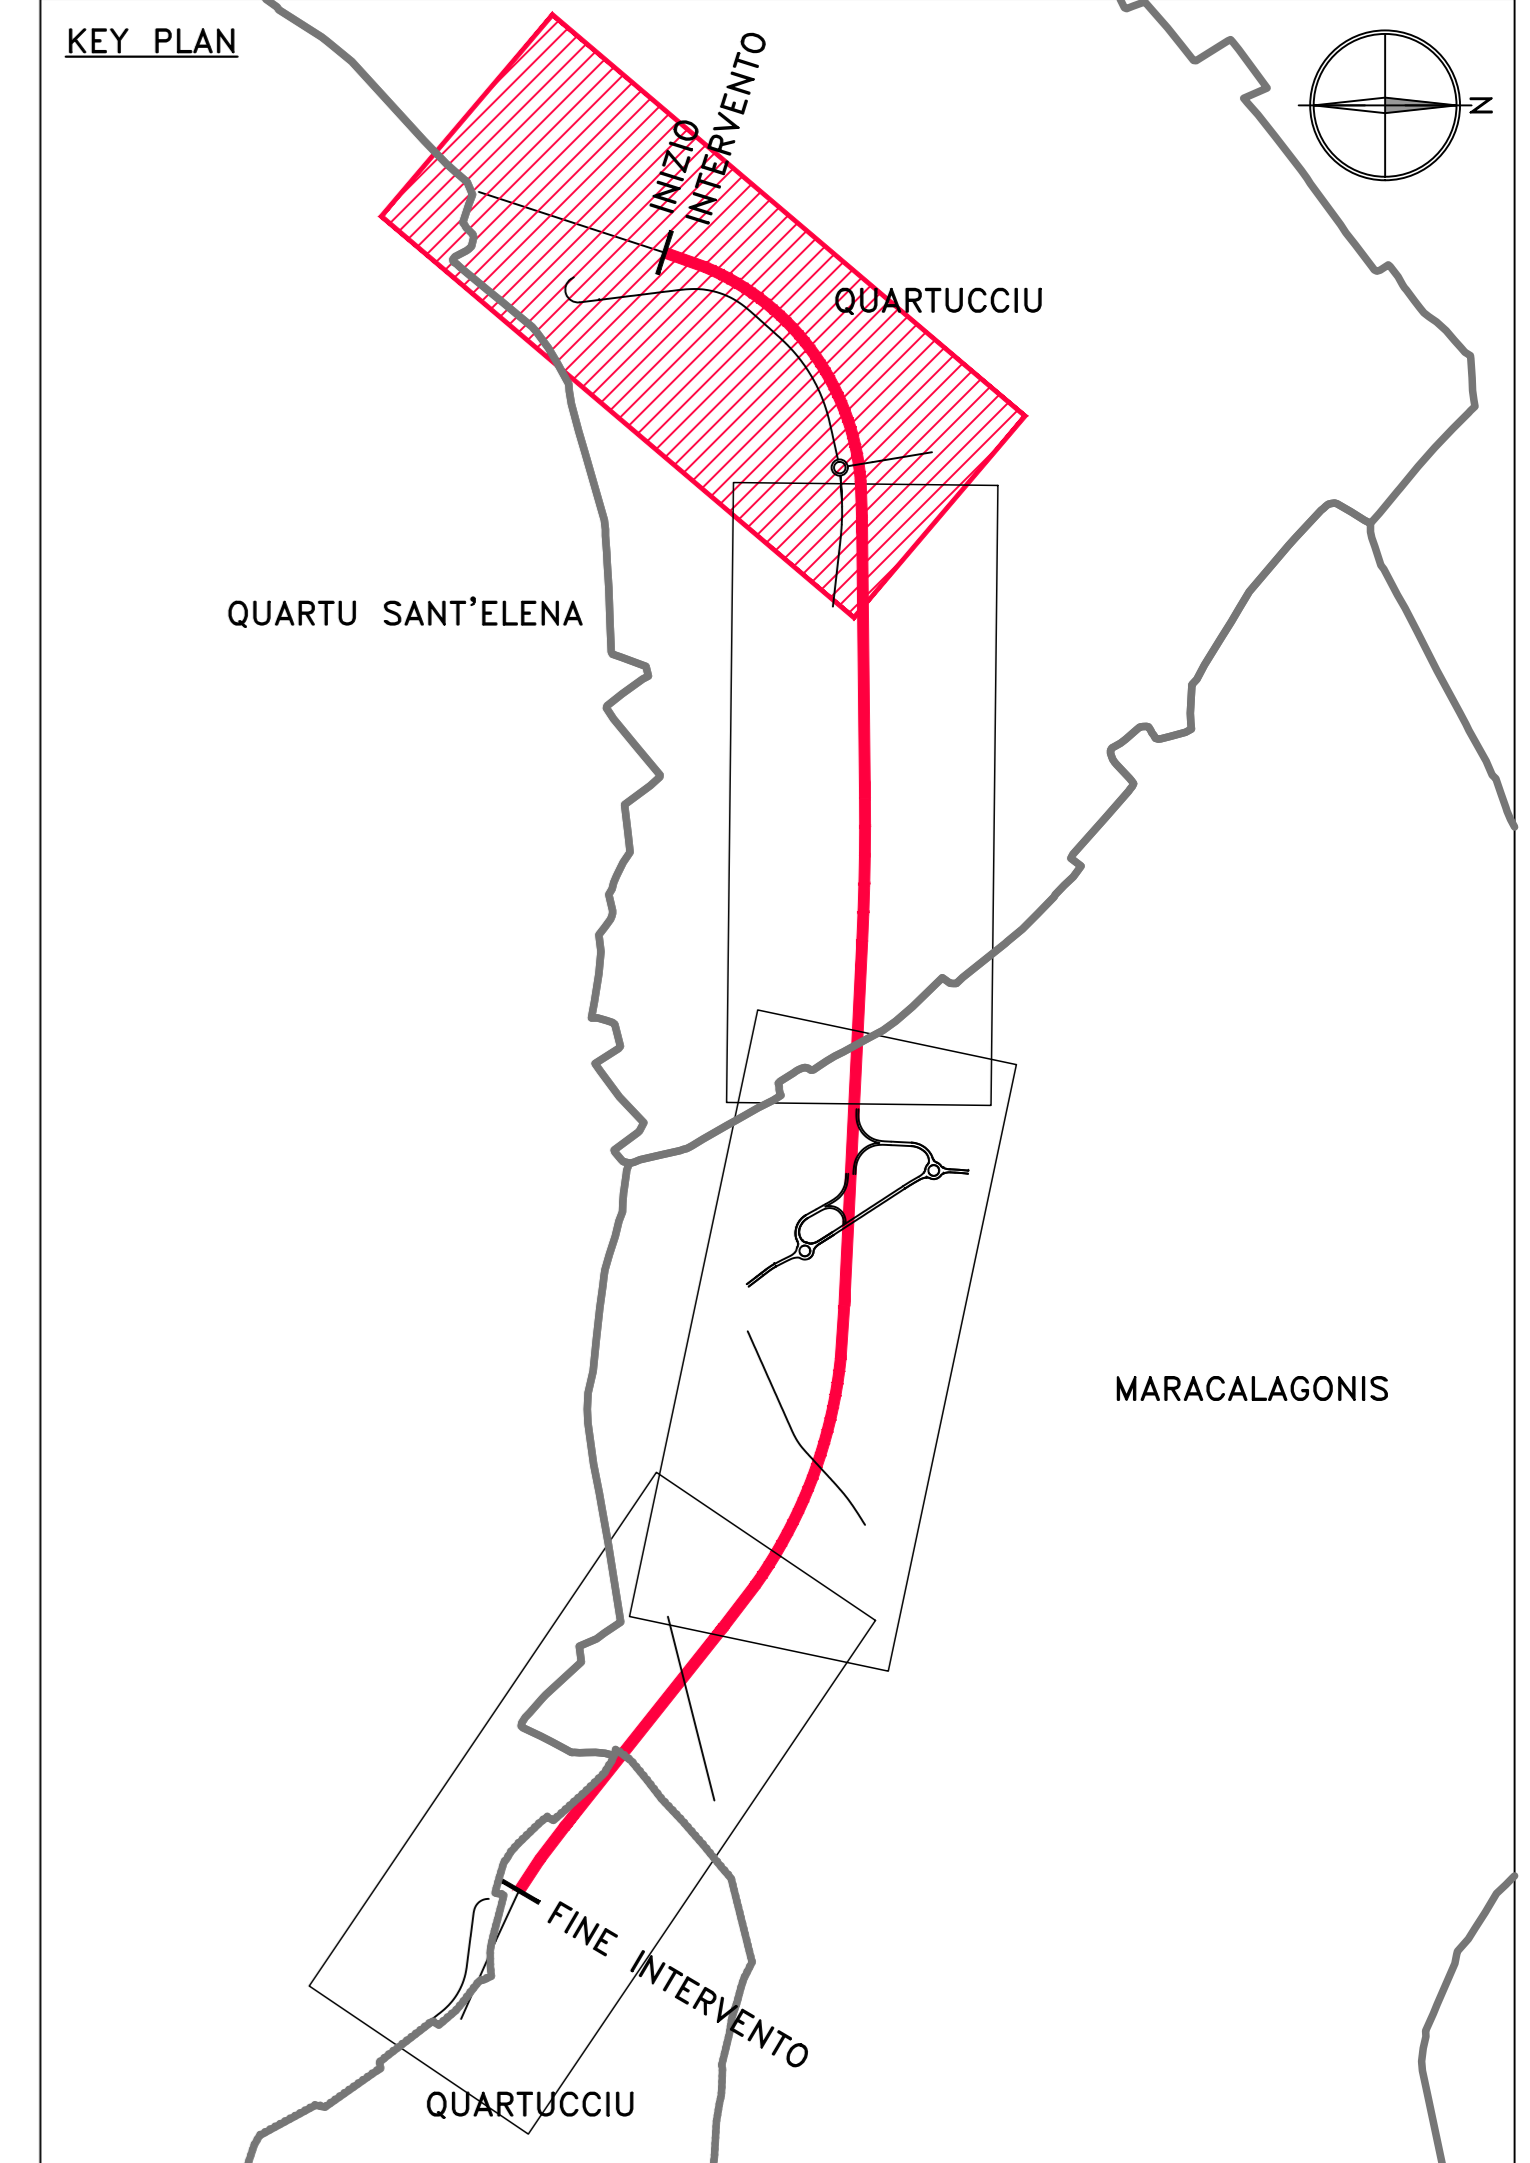 KEY PLAN
N
INIZIO
INTERVENTO
QUARTUCCIU
QUARTU SANT'ELENA
MARACALAGONIS
FINE INTERVENTO
QUARTUCCIU